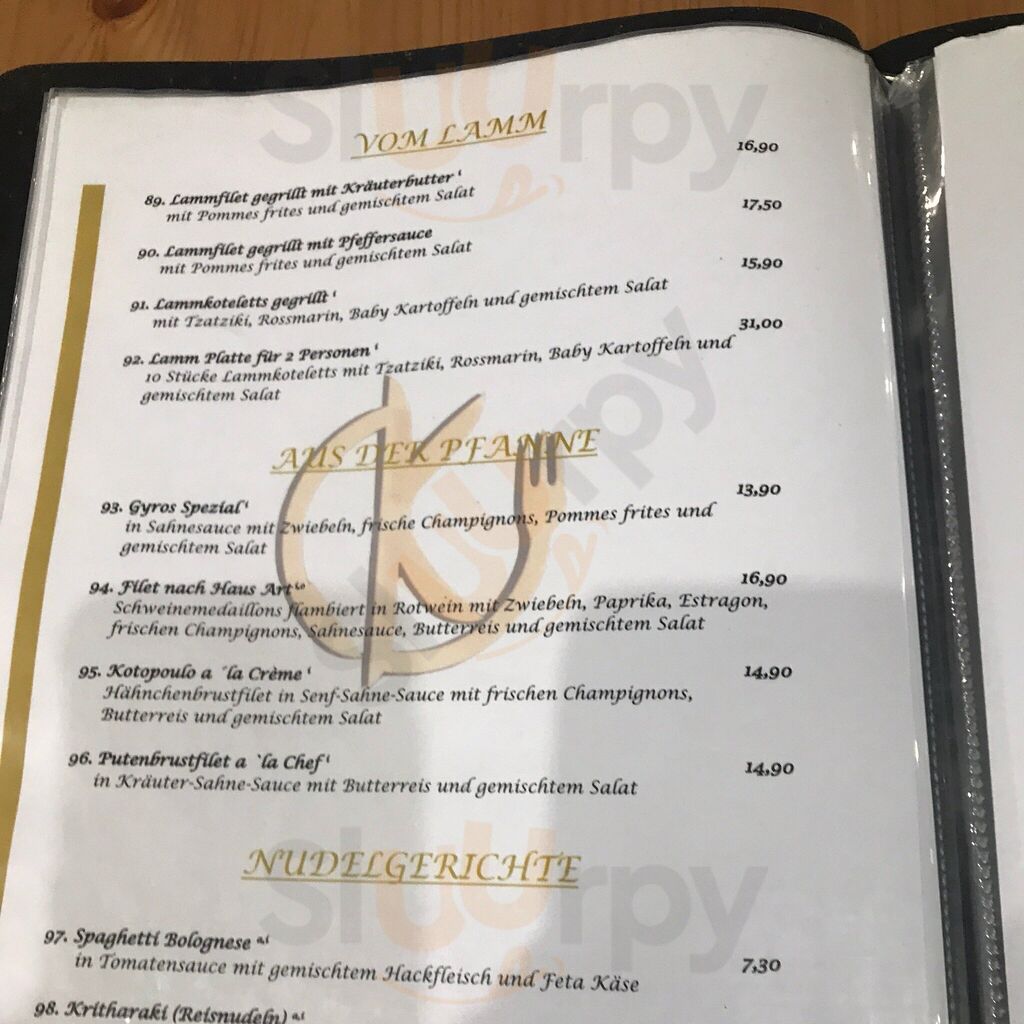 VOM LAMM
89. Lammfilet gegrillt mit Kräuterbutter 16,90
mit Pommes frites und gemischtem Salat
90. Lammfilet gegrillt mit Pfeffersauce 17,50
mit Pommes frites und gemischtem Salat
91. Lammkoteletts gegrillt 15,90
mit Tzatziki, Rossmarin, Baby Kartoffeln und gemischtem Salat
92. Lamm Platte für 2 Personen 31,00
10 Stücke Lammkoteletts mit Tzatziki, Rossmarin, Baby Kartoffeln und
gemischtem Salat
AUS DER PFANNE
93. Gyros Spezial 13,90
in Sahnesauce mit Zwiebeln, frische Champignons, Pommes frites und
gemischtem Salat
94. Filet nach Haus Art 16,90
Schweinemedaillons flambiert in Rotwein mit Zwiebeln, Paprika, Estragon,
frischen Champignons, Sahnesauce, Butterreis und gemischtem Salat
95. Kotopoulo a ´la Crème 14,90
Hähnchenbrustfilet in Senf-Sahne-Sauce mit frischen Champignons,
Butterreis und gemischtem Salat
96. Putenbrustfilet a `la Chef 14,90
in Kräuter-Sahne-Sauce mit Butterreis und gemischtem Salat
NUDELGERICHTE
97. Spaghetti Bolognese 7,30
in Tomatensauce mit gemischtem Hackfleisch und Feta Käse
98. Kritharaki (Reisnudeln)
sluurpy
sluurpy
sluurpy